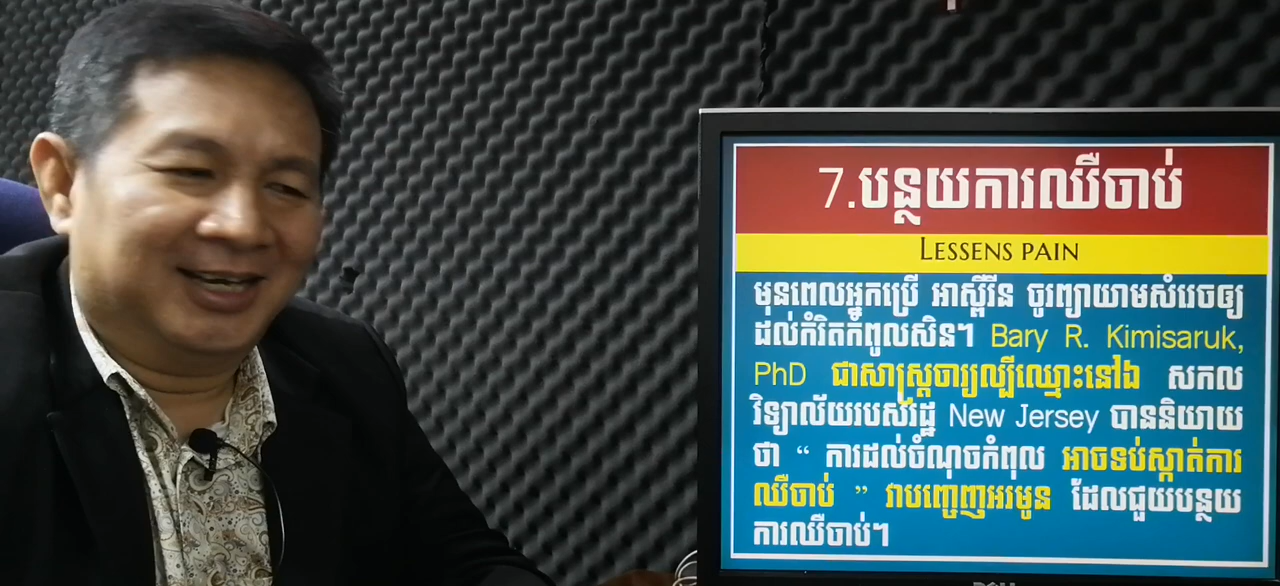 7.បន្ថយការឈឺចាប់
LESSENS PAIN
មុនពេលអ្នកប្រើ អាស្ពីរីន ចូរព្យាយាមសំរេចឲ្យ
ដល់កំរិតកំពូលសិន។ Bary R. Kimisaruk,
PhD ជាសាស្ត្រចារ្យល្បីឈ្មោះនៅឯ សកល
វិទ្យាល័យរបស់រដ្ឋ New Jersey បាននិយាយ
ថា “ ការដល់ចំណុចកំពុល អាចទប់ស្កាត់ការ
ឈឺចាប់ ” វាបញ្ចេញអរមូន ដែលជួយបន្ថយ
ការឈឺចាប់។